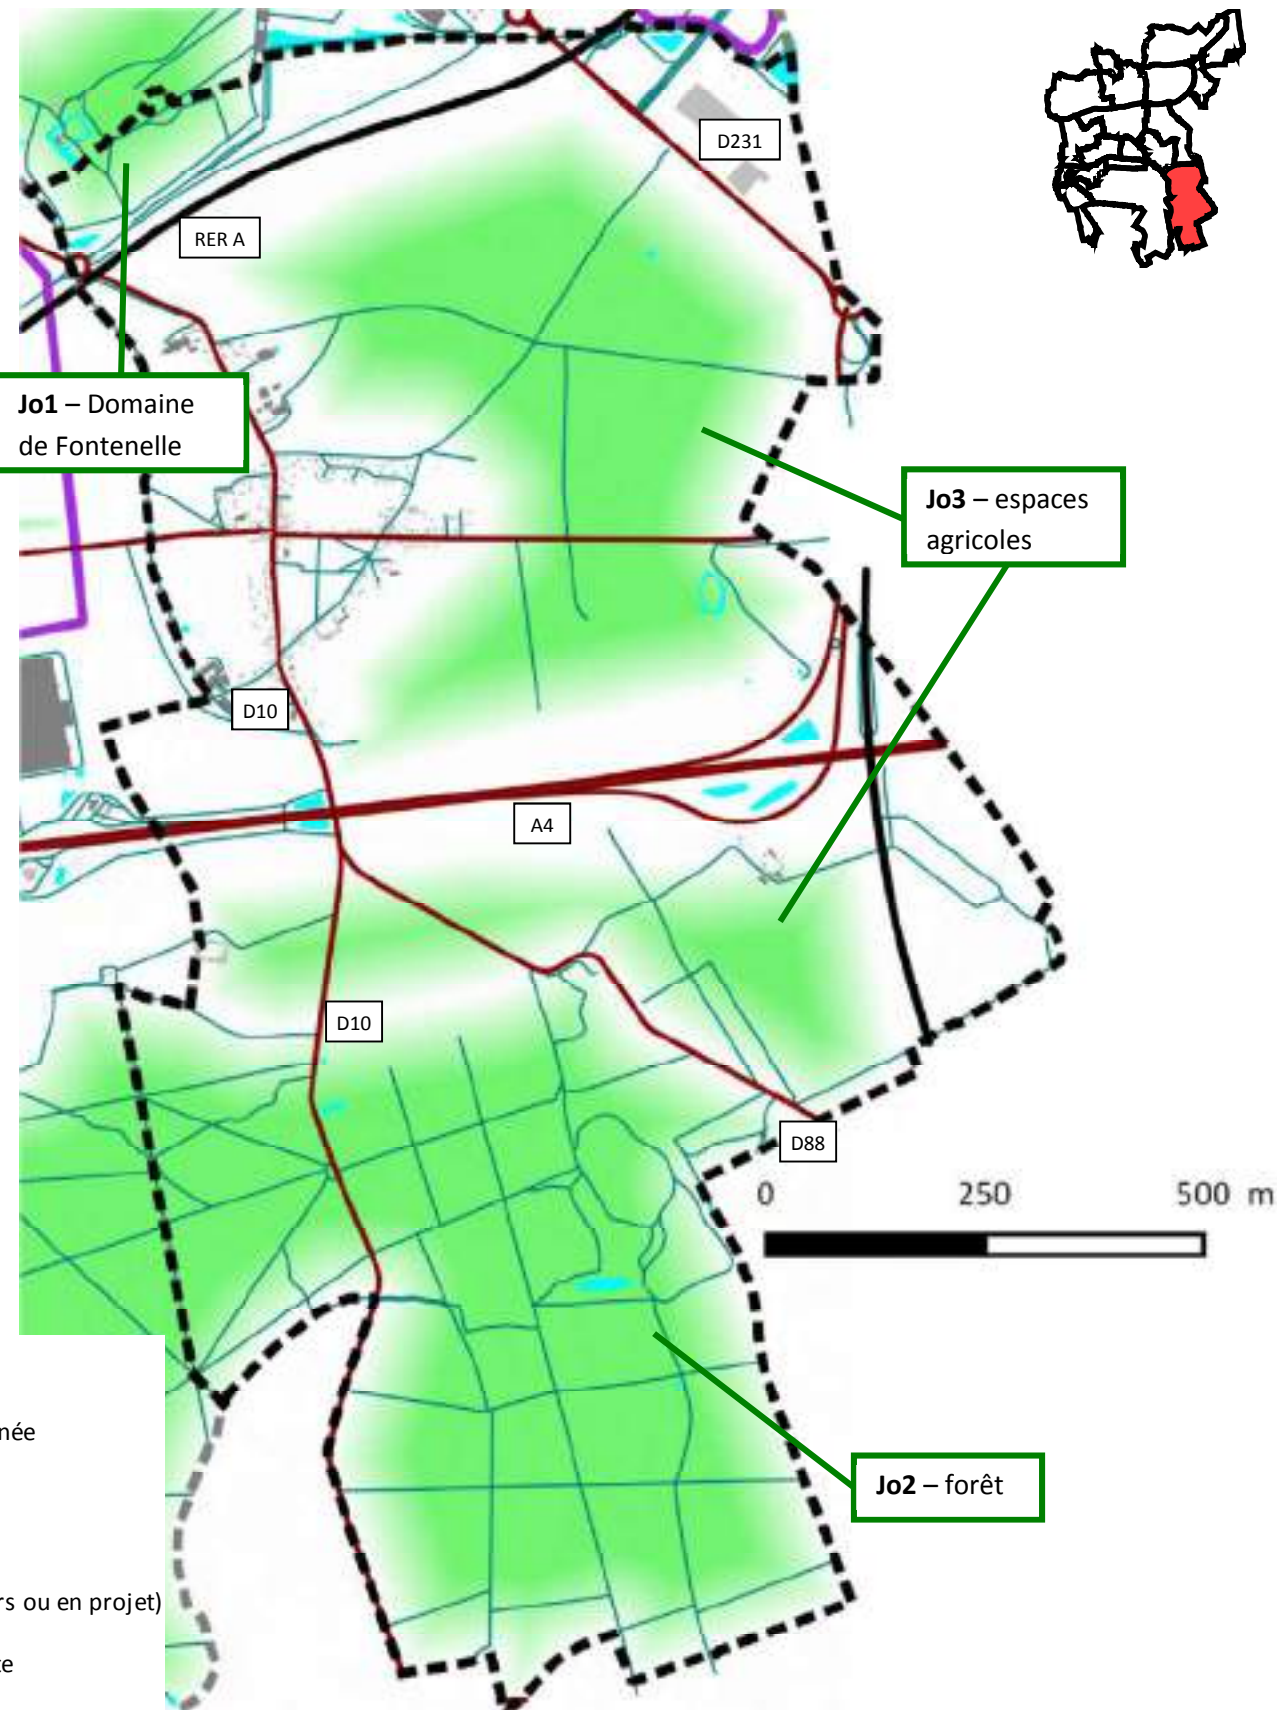 D231
RER A
Jo1 – Domaine
de Fontenelle
Jo3 – espaces
agricoles
D10
A4
D10
D88
0 250 500 m
Jo2 – forêt
née
rs ou en projet)